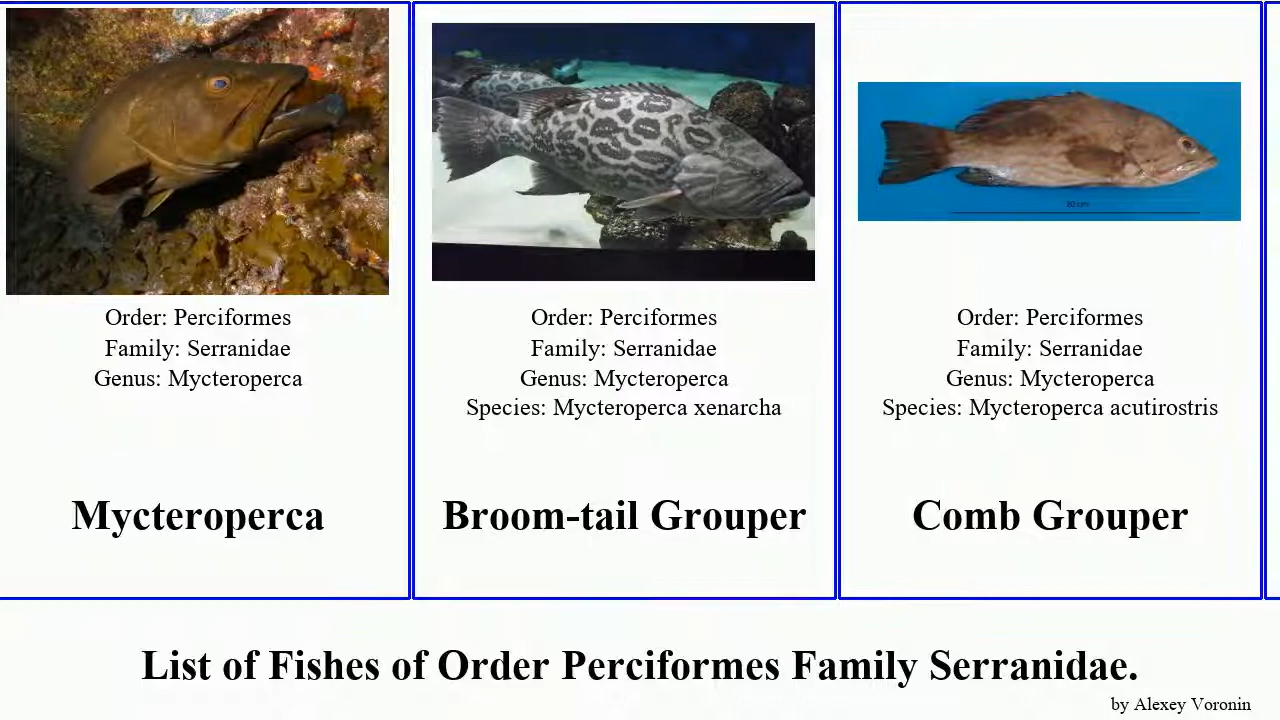 Order: Perciformes
Family: Serranidae
Genus: Mycteroperca
Mycteroperca
Order: Perciformes
Family: Serranidae
Genus: Mycteroperca
Species: Mycteroperca xenarcha
Broom-tail Grouper
Order: Perciformes
Family: Serranidae
Genus: Mycteroperca
Species: Mycteroperca acutirostris
Comb Grouper
List of Fishes of Order Perciformes Family Serranidae.
by Alexey Voronin